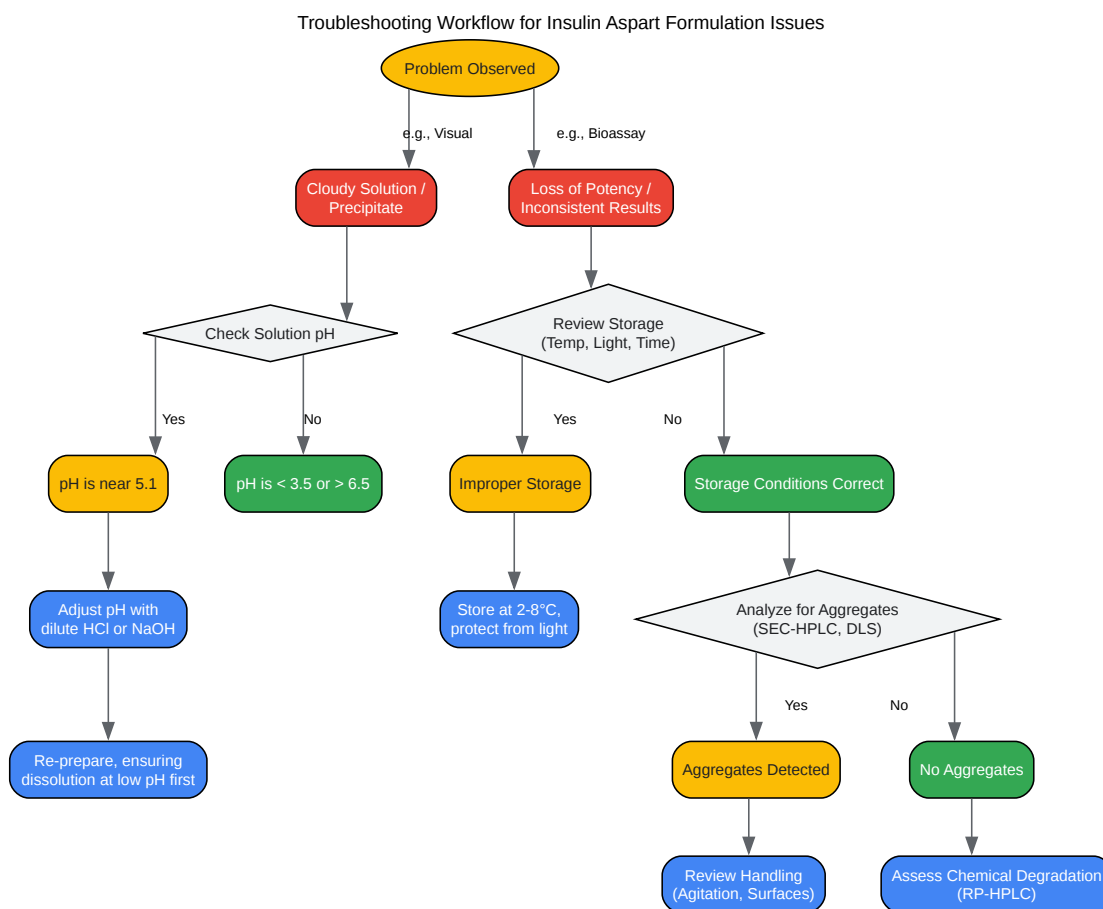 Troubleshooting Workflow for Insulin Aspart Formulation Issues
Problem Observed
e.g., Visual
e.g., Bioassay
Cloudy Solution /
Precipitate
Loss of Potency /
Inconsistent Results
Check Solution pH
Review Storage
(Temp, Light, Time)
Yes
No
Yes
No
pH is near 5.1
pH is < 3.5 or > 6.5
Improper Storage
Storage Conditions Correct
Adjust pH with
dilute HCl or NaOH
Store at 2-8°C,
protect from light
Analyze for Aggregates
(SEC-HPLC, DLS)
Yes
No
Re-prepare, ensuring
dissolution at low pH first
Aggregates Detected
No Aggregates
Review Handling
(Agitation, Surfaces)
Assess Chemical Degradation
(RP-HPLC)